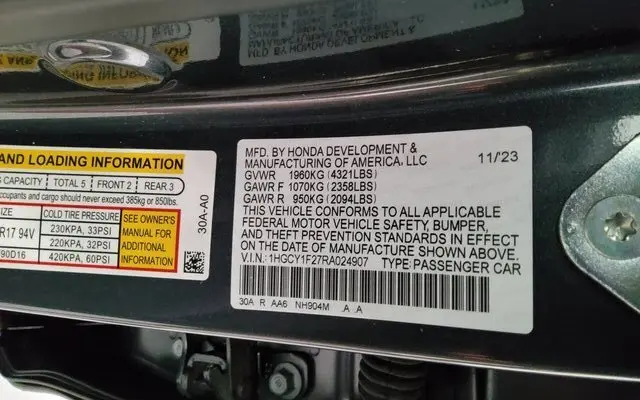 AND LOADING INFORMATION
G CAPACITY TOTAL 5 FRONT 2 REAR 3
ccupants and cargo should never exceed 385kg or 850lbs.
SIZE COLD TIRE PRESSURE
R17 94V 230KPA, 33PSI
220KPA, 32PSI
90D16 420KPA, 60PSI
SEE OWNER'S
MANUAL FOR
ADDITIONAL
INFORMATION
30A-A0
MFD. BY HONDA DEVELOPMENT &
MANUFACTURING OF AMERICA, LLC 11/23
GVWR 1960KG (4321LBS)
GAWR F 1070KG (2358LBS)
GAWR R 950KG (2094LBS)
THIS VEHICLE CONFORMS TO ALL APPLICABLE
FEDERAL MOTOR VEHICLE SAFETY, BUMPER,
AND THEFT PREVENTION STANDARDS IN EFFECT
ON THE DATE OF MANUFACTURE SHOWN ABOVE.
V.I.N.: 1HGCY1F27RA024907 TYPE: PASSENGER CAR
30A R AA6 NH904M A A